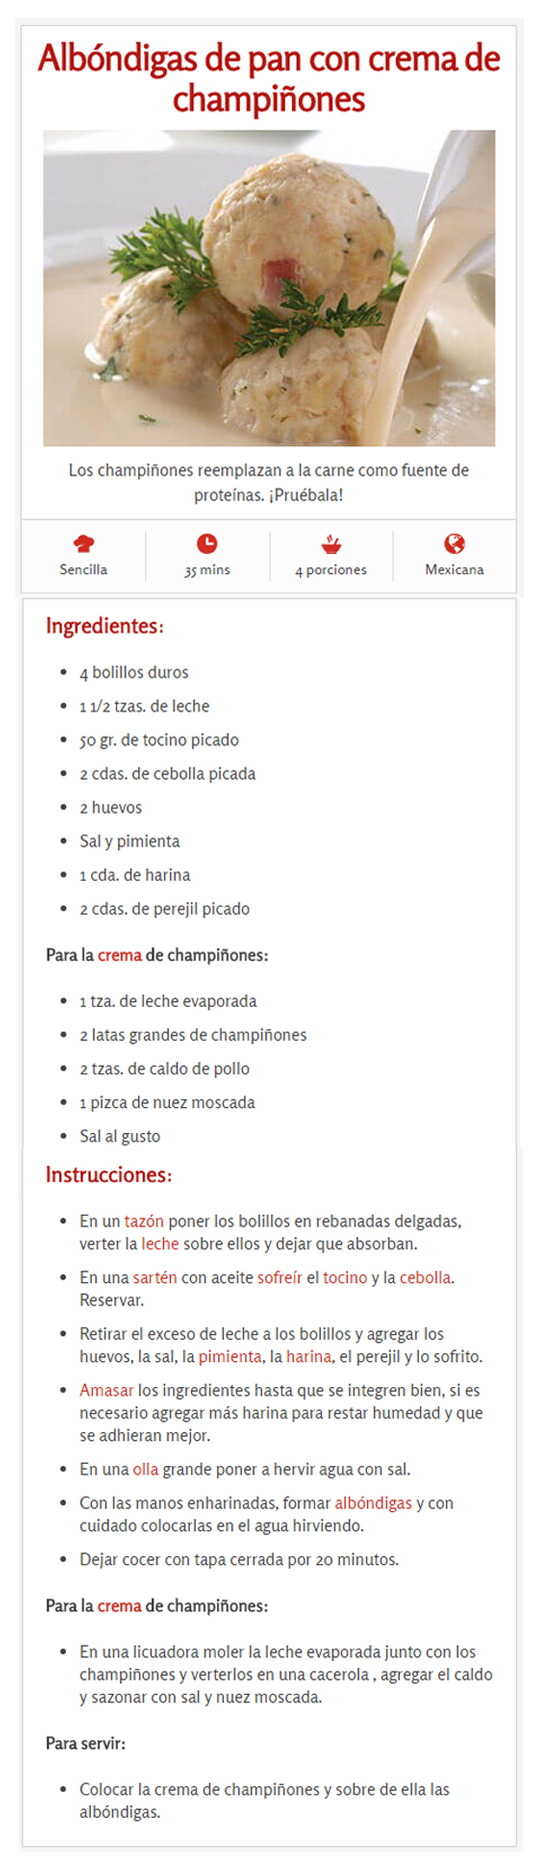 Albóndigas de pan con crema de
champiñones
Los champiñones reemplazan a la carne como fuente de
proteínas. ¡Pruébala!
Sencilla
35 mins
4 porciones
Mexicana
Ingredientes:
• 4 bolillos duros
• 1 1/2 tzas. de leche
• 50 gr. de tocino picado
• 2 cdas. de cebolla picada
• 2 huevos
• Sal y pimienta
• 1 cda. de harina
• 2 cdas. de perejil picado
Para la crema de champiñones:
• 1 tza. de leche evaporada
• 2 latas grandes de champiñones
• 2 tzas. de caldo de pollo
• 1 pizca de nuez moscada
• Sal al gusto
Instrucciones:
• En un tazón poner los bolillos en rebanadas delgadas,
verter la leche sobre ellos y dejar que absorban.
• En una sartén con aceite sofreír el tocino y la cebolla.
Reservar.
• Retirar el exceso de leche a los bolillos y agregar los
huevos, la sal, la pimienta, la harina, el perejil y lo sofrito.
• Amasar los ingredientes hasta que se integren bien, si es
necesario agregar más harina para restar humedad y que
se adhieran mejor.
• En una olla grande poner a hervir agua con sal.
• Con las manos enharinadas, formar albóndigas y con
cuidado colocarlas en el agua hirviendo.
• Dejar cocer con tapa cerrada por 20 minutos.
Para la crema de champiñones:
• En una licuadora moler la leche evaporada junto con los
champiñones y verterlos en una cacerola , agregar el caldo
y sazonar con sal y nuez moscada.
Para servir:
• Colocar la crema de champiñones y sobre de ella las
albóndigas.